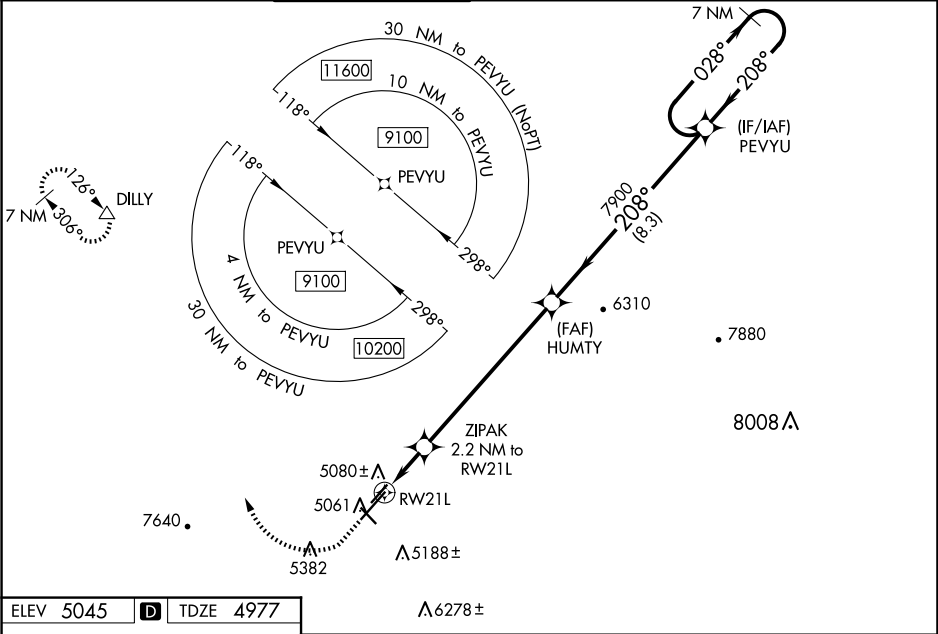 7 NM
028°
208°
(IF/IAF)
PEVYU
30 NM to PEVYU (NoPT)
11600
10 NM to PEVYU
118°
9100
PEVYU
298°
118°
PEVYU
9100
4 NM to PEVYU
298°
10200
30 NM to PEVYU
126°
DILLY
7 NM
306°
7900
208°
(8.3)
6310
(FAF)
HUMTY
7880
8008
ZIPAK
2.2 NM to
RW21L
5080±
RW21L
5061
7640
5382
5188±
6278±
ELEV 5045 D TDZE 4977